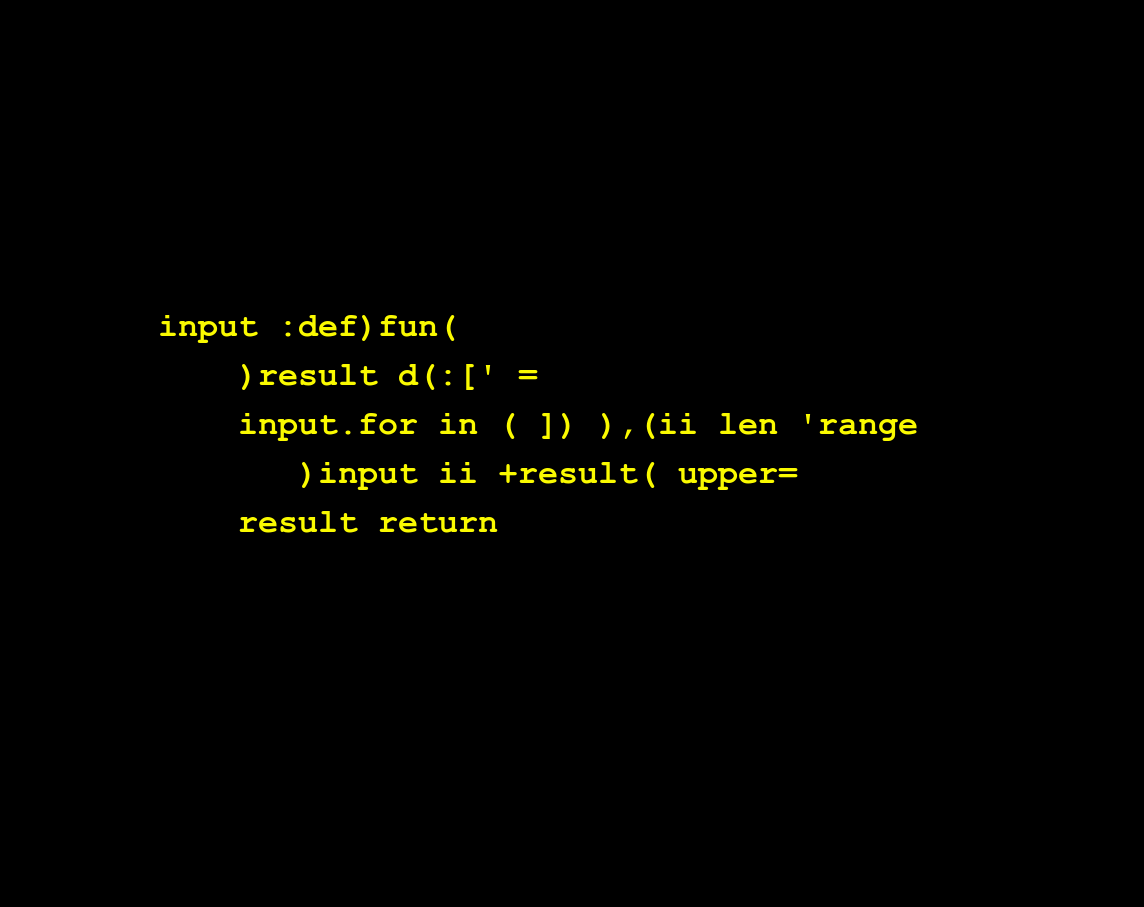 input :def)fun(
)result d(:[' =
input.for in ( ]) ),(ii len 'range
)input ii +result( upper=
result return